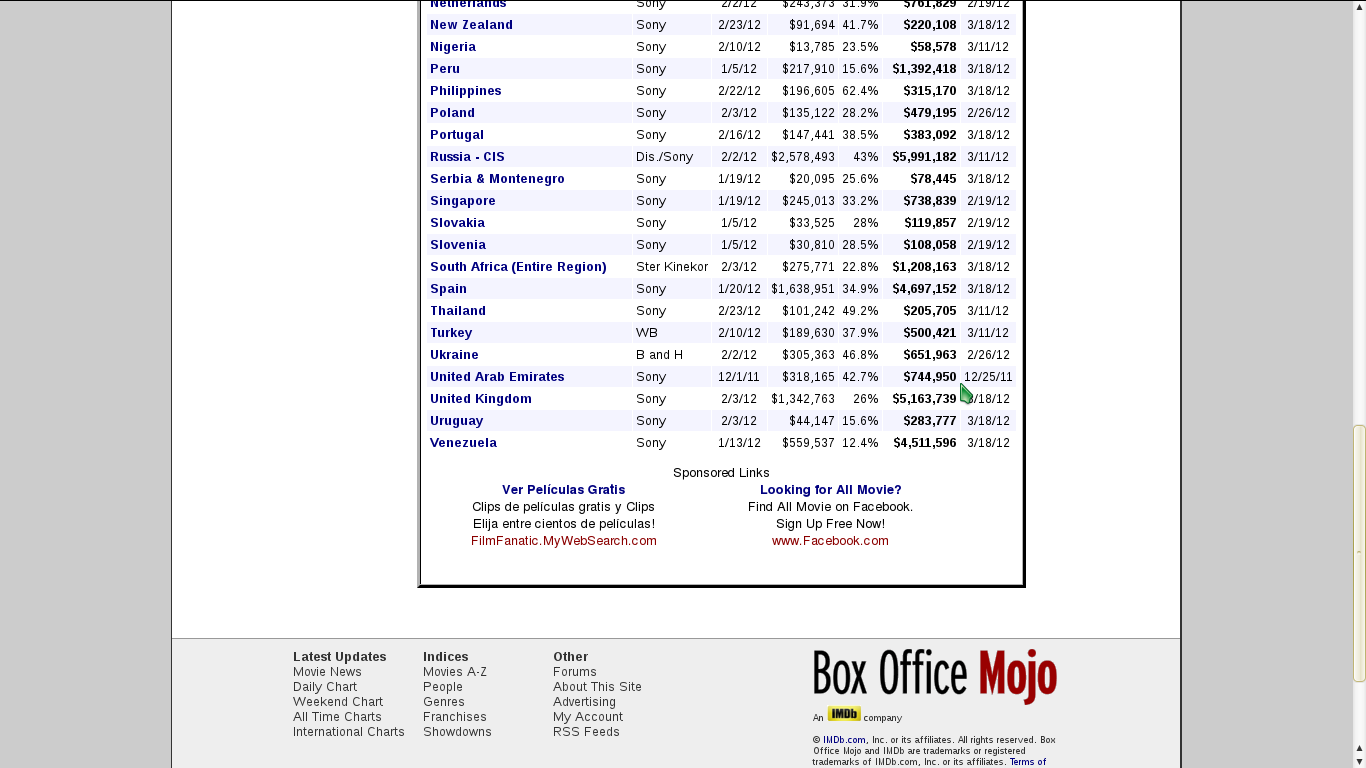 Netherlands Sony 2/2/12 $243,373 31.9% $761,829 2/19/12
New Zealand Sony 2/23/12 $91,694 41.7% $220,108 3/18/12
Nigeria Sony 2/10/12 $13,785 23.5% $58,578 3/11/12
Peru Sony 1/5/12 $217,910 15.6% $1,392,418 3/18/12
Philippines Sony 2/22/12 $196,605 62.4% $315,170 3/18/12
Poland Sony 2/3/12 $135,122 28.2% $479,195 2/26/12
Portugal Sony 2/16/12 $147,441 38.5% $383,092 3/18/12
Russia - CIS Dis./Sony 2/2/12 $2,578,493 43% $5,991,182 3/11/12
Serbia & Montenegro Sony 1/19/12 $20,095 25.6% $78,445 3/18/12
Singapore Sony 1/19/12 $245,013 33.2% $738,839 2/19/12
Slovakia Sony 1/5/12 $33,525 28% $119,857 2/19/12
Slovenia Sony 1/5/12 $30,810 28.5% $108,058 2/19/12
South Africa (Entire Region) Ster Kinekor 2/3/12 $275,771 22.8% $1,208,163 3/18/12
Spain Sony 1/20/12 $1,638,951 34.9% $4,697,152 3/18/12
Thailand Sony 2/23/12 $101,242 49.2% $205,705 3/11/12
Turkey WB 2/10/12 $189,630 37.9% $500,421 3/11/12
Ukraine B and H 2/2/12 $305,363 46.8% $651,963 2/26/12
United Arab Emirates Sony 12/1/11 $318,165 42.7% $744,950 12/25/11
United Kingdom Sony 2/3/12 $1,342,763 26% $5,163,739 3/18/12
Uruguay Sony 2/3/12 $44,147 15.6% $283,777 3/18/12
Venezuela Sony 1/13/12 $559,537 12.4% $4,511,596 3/18/12
Sponsored Links
Ver Películas Gratis
Clips de películas gratis y Clips
Elija entre cientos de películas!
FilmFanatic.MyWebSearch.com
Looking for All Movie?
Find All Movie on Facebook.
Sign Up Free Now!
www.Facebook.com
Latest Updates
Movie News
Daily Chart
Weekend Chart
All Time Charts
International Charts
Indices
Movies A-Z
People
Genres
Franchises
Showdowns
Other
Forums
About This Site
Advertising
My Account
RSS Feeds
Box Office Mojo
An IMDb company
© IMDb.com, Inc. or its affiliates. All rights reserved. Box
Office Mojo and IMDb are trademarks or registered
trademarks of IMDb.com, Inc. or its affiliates. Terms of